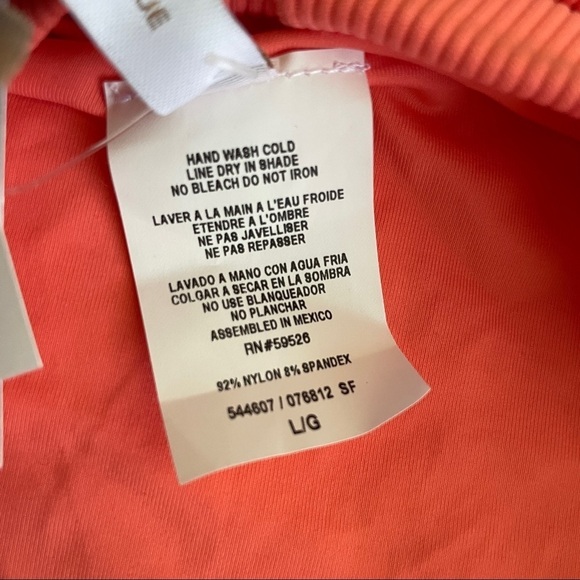 UE
HAND WASH COLD
LINE DRY IN SHADE
NO BLEACH DO NOT IRON
LAVER A LA MAIN A L'EAU FROIDE
ETENDRE A L'OMBRE
NE PAS JAVELLISER
NE PAS REPASSER
LAVADO A MANO CON AGUA FRIA
COLGAR A SECAR EN LA SOMBRA
NO USE BLANQUEADOR
NO PLANCHAR
ASSEMBLED IN MEXICO
RN#59526
92% NYLON 8% SPANDEX
544607 / 076812 SF
L/G